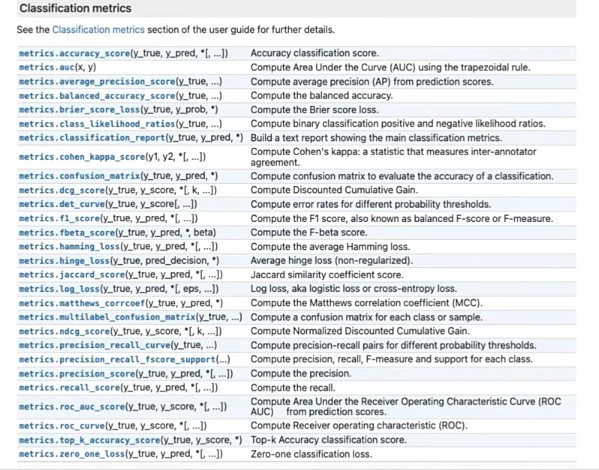 Classification metrics
See the Classification metrics section of the user guide for further details.
metrics.accuracy_score(y_true, y_pred, *[, ...]) Accuracy classification score.
metrics.auc(x, y) Compute Area Under the Curve (AUC) using the trapezoidal rule.
metrics.average_precision_score(y_true, ...) Compute average precision (AP) from prediction scores.
metrics.balanced_accuracy_score(y_true, ...) Compute the balanced accuracy.
metrics.brier_score_loss(y_true, y_prob, *) Compute the Brier score loss.
metrics.class_likelihood_ratios(y_true, ...) Compute binary classification positive and negative likelihood ratios.
metrics.classification_report(y_true, y_pred, *) Build a text report showing the main classification metrics.
metrics.cohen_kappa_score(y1, y2, *[, ...]) Compute Cohen's kappa: a statistic that measures inter-annotator
agreement.
metrics.confusion_matrix(y_true, y_pred, *) Compute confusion matrix to evaluate the accuracy of a classification.
metrics.dcg_score(y_true, y_score, *[, k, ...]) Compute Discounted Cumulative Gain.
metrics.det_curve(y_true, y_score[, ...]) Compute error rates for different probability thresholds.
metrics.f1_score(y_true, y_pred, *[, ...]) Compute the F1 score, also known as balanced F-score or F-measure.
metrics.fbeta_score(y_true, y_pred, *, beta) Compute the F-beta score.
metrics.hamming_loss(y_true, y_pred, *[, ...]) Compute the average Hamming loss.
metrics.hinge_loss(y_true, pred_decision, *) Average hinge loss (non-regularized).
metrics.jaccard_score(y_true, y_pred, *[, ...]) Jaccard similarity coefficient score.
metrics.log_loss(y_true, y_pred, *[, eps, ...]) Log loss, aka logistic loss or cross-entropy loss.
metrics.matthews_corrcoef(y_true, y_pred, *) Compute the Matthews correlation coefficient (MCC).
metrics.multilabel_confusion_matrix(y_true, ...) Compute a confusion matrix for each class or sample.
metrics.ndcg_score(y_true, y_score, *[, k, ...]) Compute Normalized Discounted Cumulative Gain.
metrics.precision_recall_curve(y_true, ...) Compute precision-recall pairs for different probability thresholds.
metrics.precision_recall_fscore_support(...) Compute precision, recall, F-measure and support for each class.
metrics.precision_score(y_true, y_pred, *[, ...]) Compute the precision.
metrics.recall_score(y_true, y_pred, *[, ...]) Compute the recall.
metrics.roc_auc_score(y_true, y_score, *[, ...]) Compute Area Under the Receiver Operating Characteristic Curve (ROC
AUC) from prediction scores.
metrics.roc_curve(y_true, y_score, *[, ...]) Compute Receiver operating characteristic (ROC).
metrics.top_k_accuracy_score(y_true, y_score, *) Top-k Accuracy classification score.
metrics.zero_one_loss(y_true, y_pred, *[, ...]) Zero-one classification loss.